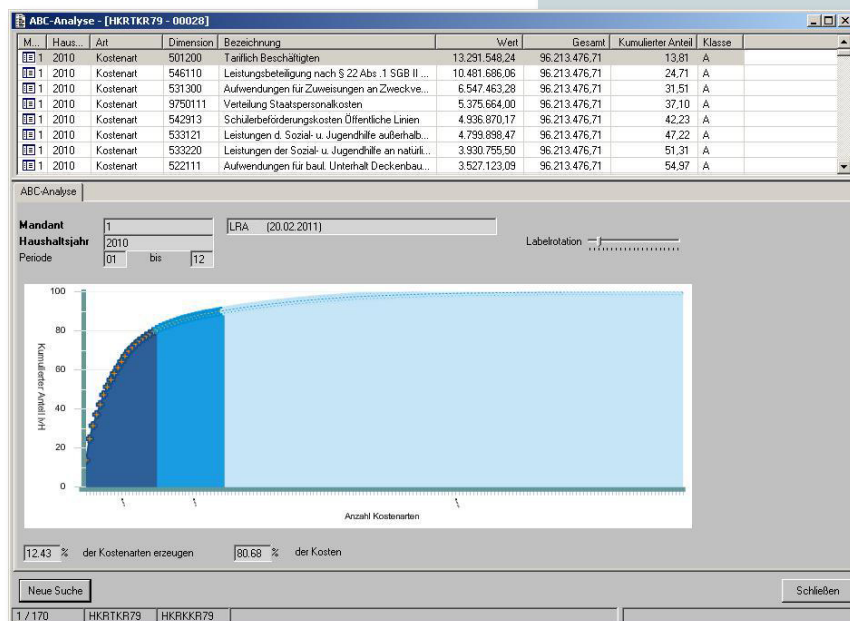 ABC-Analyse - [HKRTKR79 - 00028]
M... Haus... Art Dimension Bezeichnung Wert Gesamt Kumulierter Anteil Klasse
1 2010 Kostenart 501200 Tariflich Beschäftigten 13.291.548,24 96.213.476,71 13,81 A
1 2010 Kostenart 546110 Leistungsbeteiligung nach § 22 Abs .1 SGB II ... 10.481.686,06 96.213.476,71 24,71 A
1 2010 Kostenart 531300 Aufwendungen für Zuweisungen an Zweckve... 6.547.463,28 96.213.476,71 31,51 A
1 2010 Kostenart 9750111 Verteilung Staatspersonalkosten 5.375.664,00 96.213.476,71 37,10 A
1 2010 Kostenart 542913 Schülerbeförderungskosten Öffentliche Linien 4.936.870,17 96.213.476,71 42,23 A
1 2010 Kostenart 533121 Leistungen d. Sozial- u. Jugendhilfe außerhalb... 4.799.898,47 96.213.476,71 47,22 A
1 2010 Kostenart 533220 Leistungen der Sozial- u. Jugendhilfe an natürli... 3.930.755,50 96.213.476,71 51,31 A
1 2010 Kostenart 522111 Aufwendungen für baul. Unterhalt Deckenbau... 3.527.123,09 96.213.476,71 54,97 A
ABC-Analyse
Mandant 1 LRA (20.02.2011)
Haushaltsjahr 2010 Labelrotation
Periode 01 bis 12
100
80
60
40
20
0
Kumulierter Anteil IvH
Anzahl Kostenarten
12.43 % der Kostenarten erzeugen 80.68 % der Kosten
Neue Suche Schließen
1 / 170 HKRTKR79 HKRKKR79